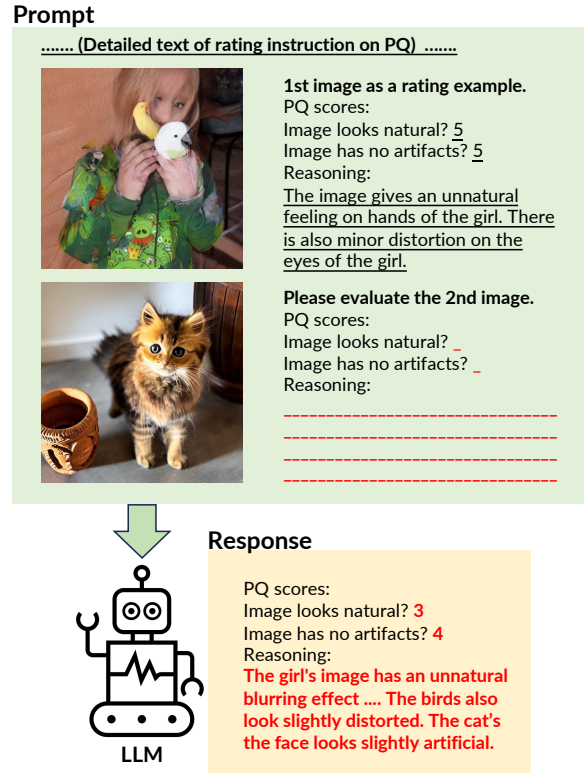 Prompt
....... (Detailed text of rating instruction on PQ) .......
1st image as a rating example.
PQ scores:
Image looks natural? 5
Image has no artifacts? 5
Reasoning:
The image gives an unnatural
feeling on hands of the girl. There
is also minor distortion on the
eyes of the girl.
Please evaluate the 2nd image.
PQ scores:
Image looks natural? _
Image has no artifacts? _
Reasoning:
Response
PQ scores:
Image looks natural? 3
Image has no artifacts? 4
Reasoning:
The girl's image has an unnatural
blurring effect .... The birds also
look slightly distorted. The cat's
the face looks slightly artificial.
LLM